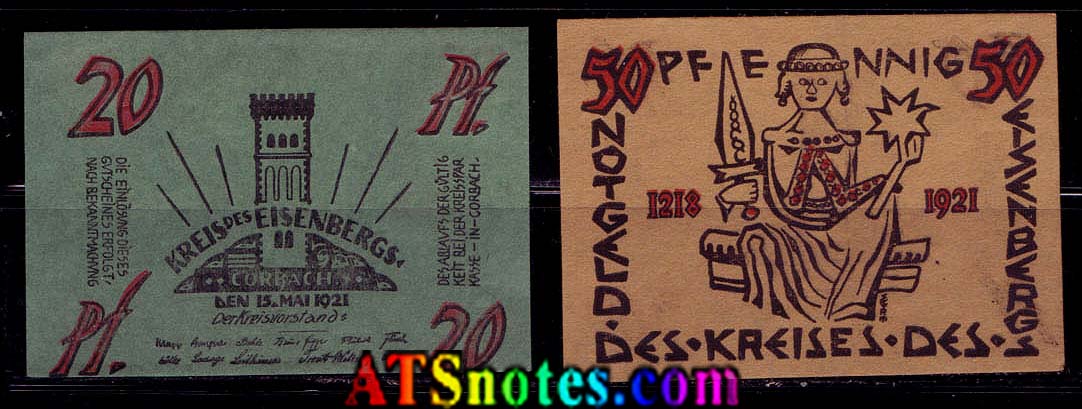 20 Pf.
DIE EINLÖSUNG DIESES
GUTSCHEINES ERFOLGT,
NACH BEKANNTMACHUNG
KREIS DES EISENBERGS
CORBACH
DEN 15. MAI 1921
Der Kreisvorstand:
DES ABLAUFS DER GÜLTIG
KEIT BEI DER KREISSPAR
KASSE-IN-CORBACH.
Pf. 20
50 PFENNIG 50
NOTGELD·
1218 1921
DES·KREISES·DES·
EISENBERGS
ATSnotes.com